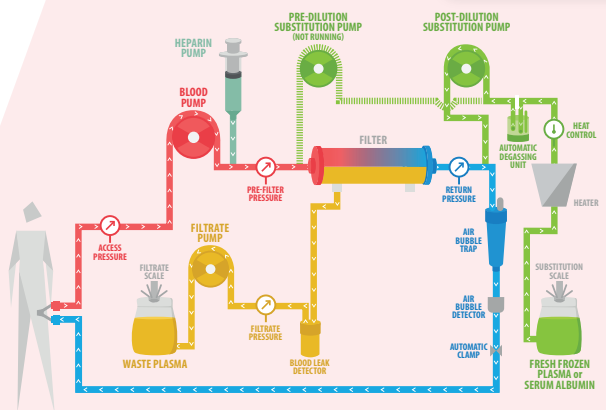 PRE-DILUTION
SUBSTITUTION PUMP
(NOT RUNNING)
POST-DILUTION
SUBSTITUTION PUMP
HEPARIN
PUMP
BLOOD
PUMP
FILTER
HEAT
CONTROL
AUTOMATIC
DEGASSING
UNIT
PRE-FILTER
PRESSURE
RETURN
PRESSURE
HEATER
ACCESS
PRESSURE
FILTRATE
PUMP
AIR
BUBBLE
TRAP
FILTRATE
SCALE
SUBSTITUTION
SCALE
AIR
BUBBLE
DETECTOR
FILTRATE
PRESSURE
AUTOMATIC
CLAMP
WASTE PLASMA
BLOOD LEAK
DETECTOR
FRESH FROZEN
PLASMA or
SERUM ALBUMIN